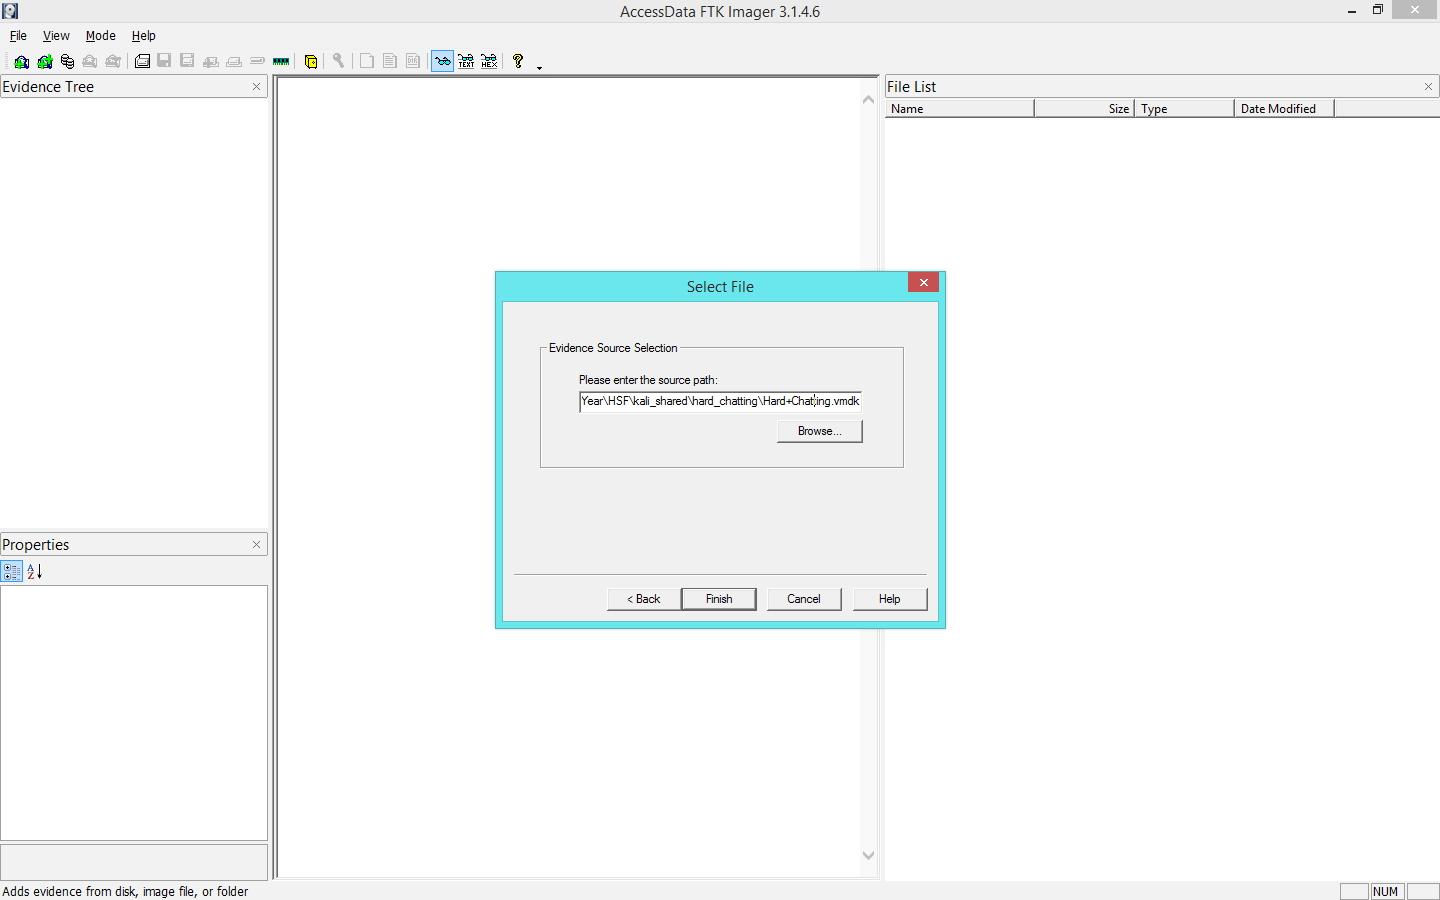 AccessData FTK Imager 3.1.4.6
File View Mode Help
TEXT HEX
Evidence Tree
File List
Name Size Type Date Modified
Select File
Evidence Source Selection
Please enter the source path:
Year\HSF\kali_shared\hard_chatting\Hard+Chatting.vmdk
Browse...
< Back Finish Cancel Help
Properties
Adds evidence from disk, image file, or folder
NUM